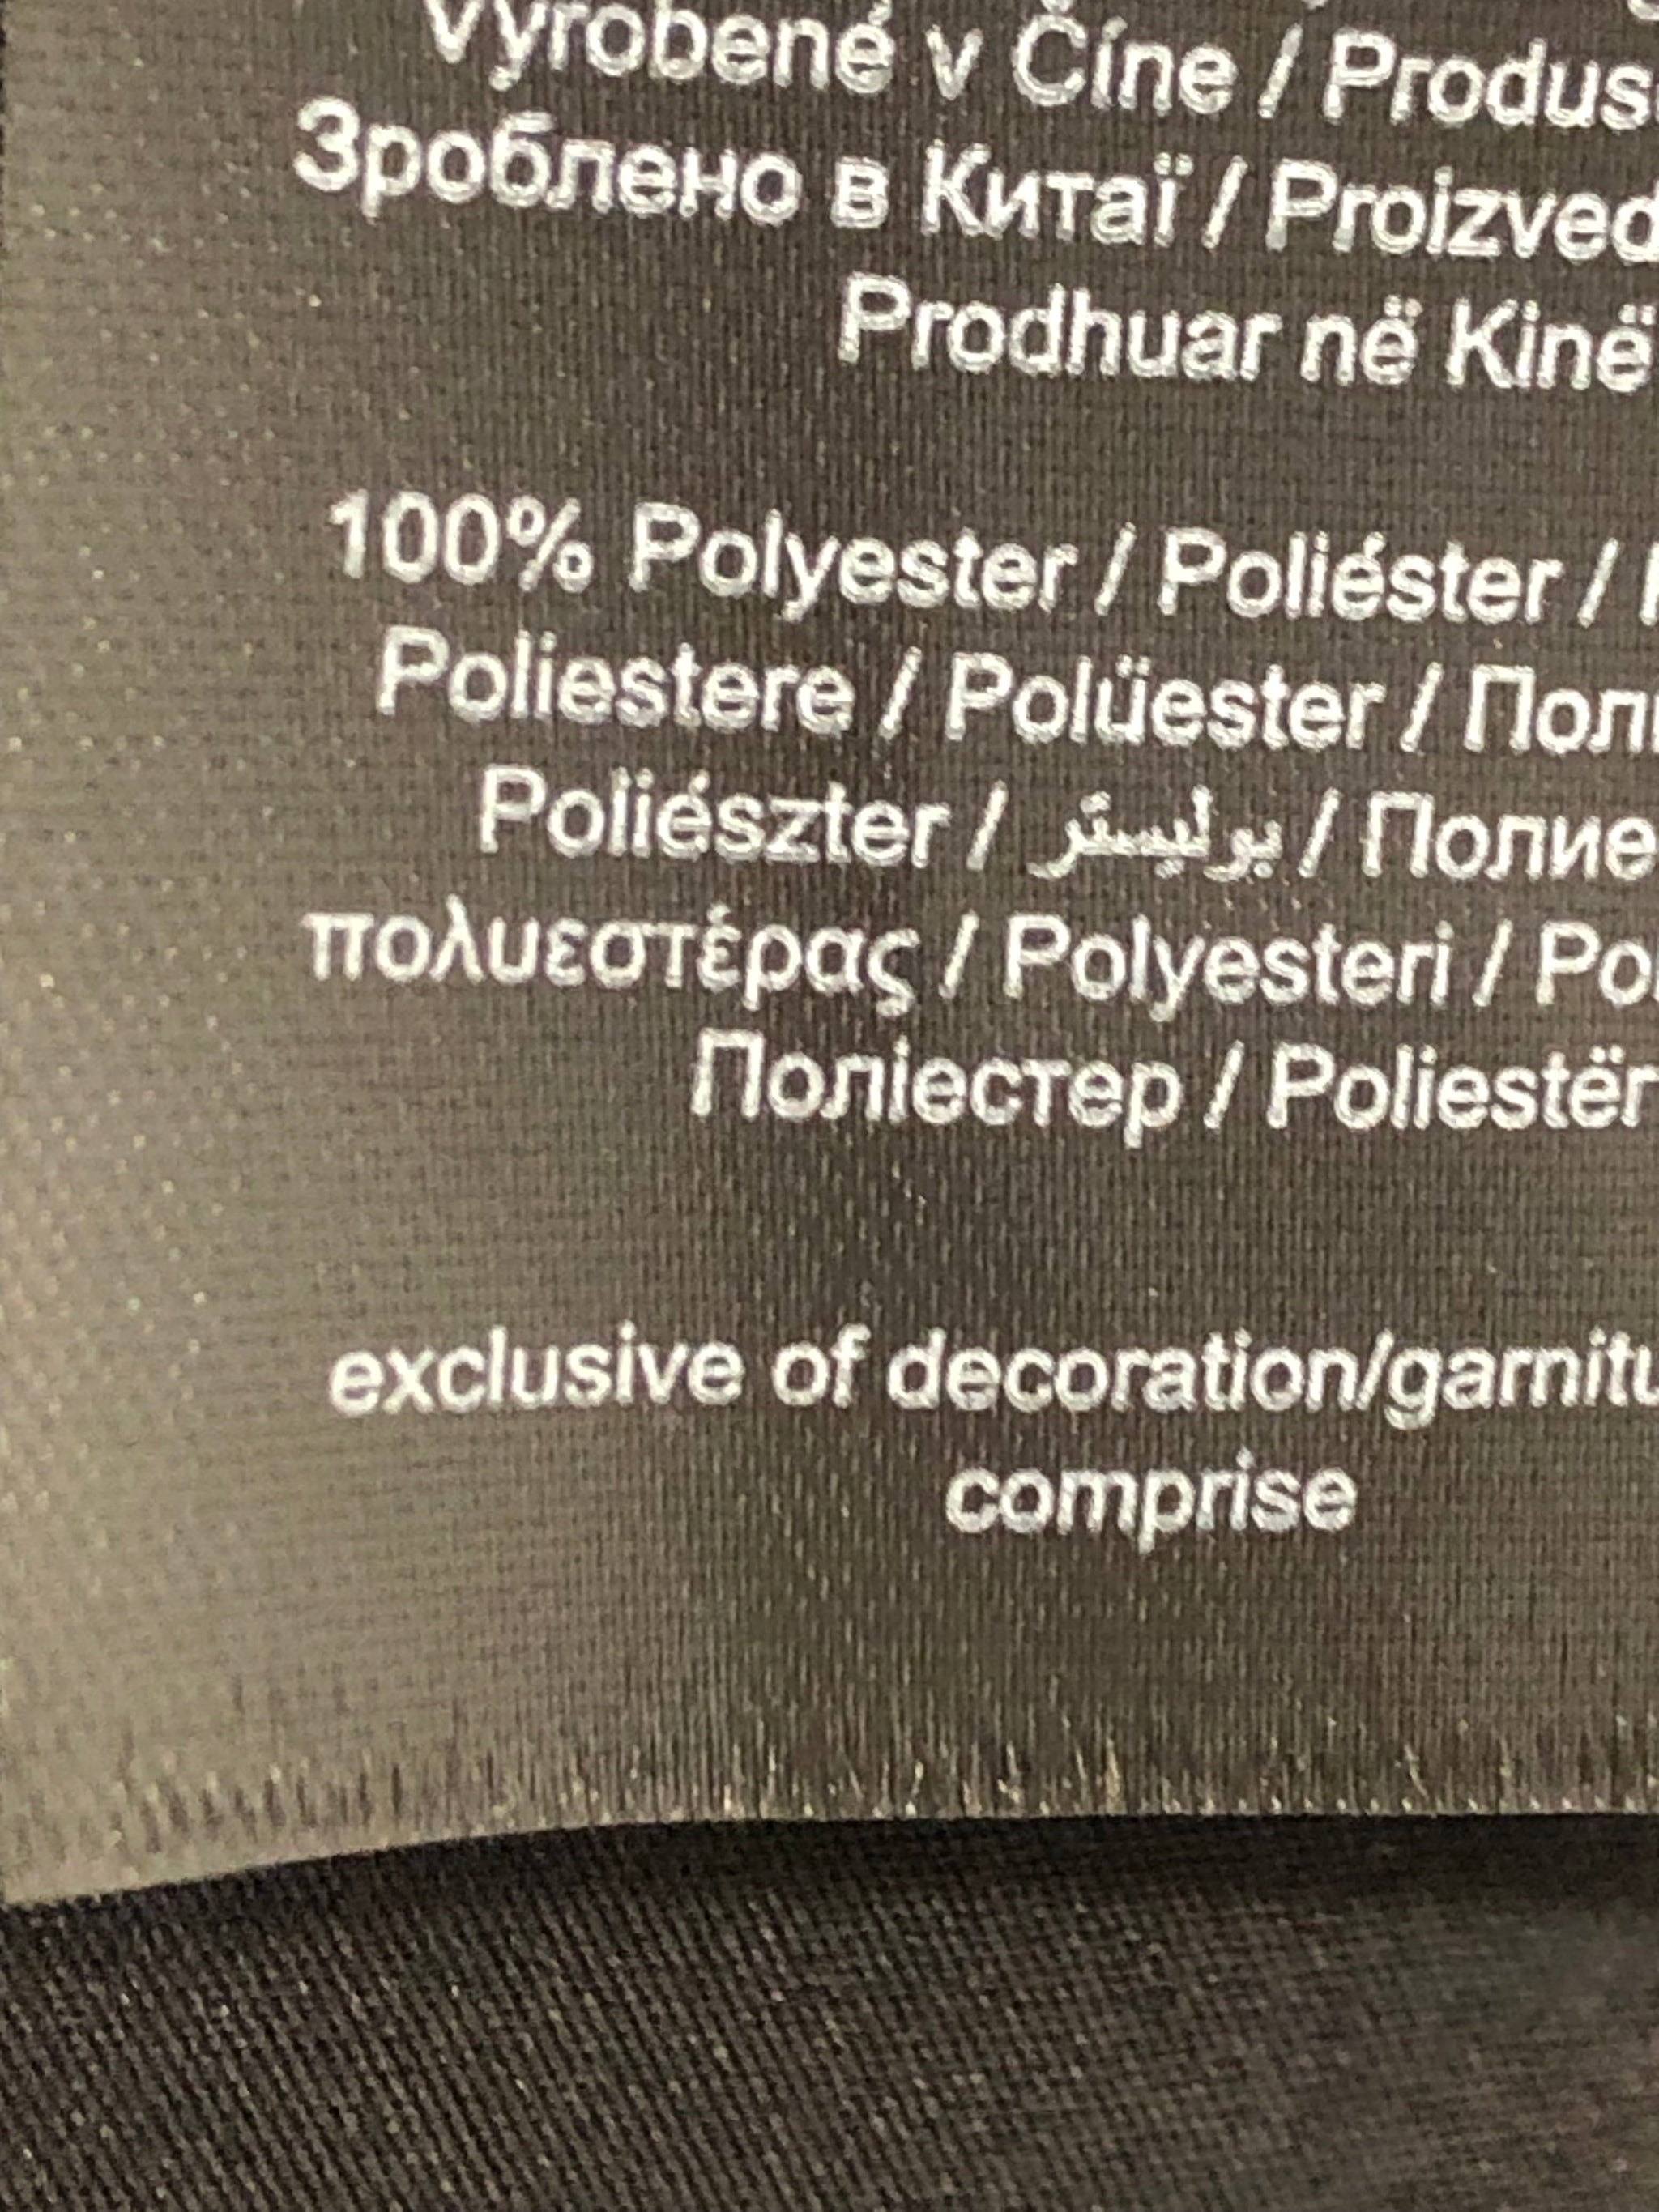 Vyrobené v Číne / Produs
Зроблено в Китаї / Proizved
Prodhuar në Kinë
100% Polyester / Poliéster /
Poliestere / Polüester / Пол
Poliészter / بوليستر / Полие
πολυεστέρας / Polyesteri / Po
Поліестер / Poliestër
exclusive of decoration/garnitu
comprise